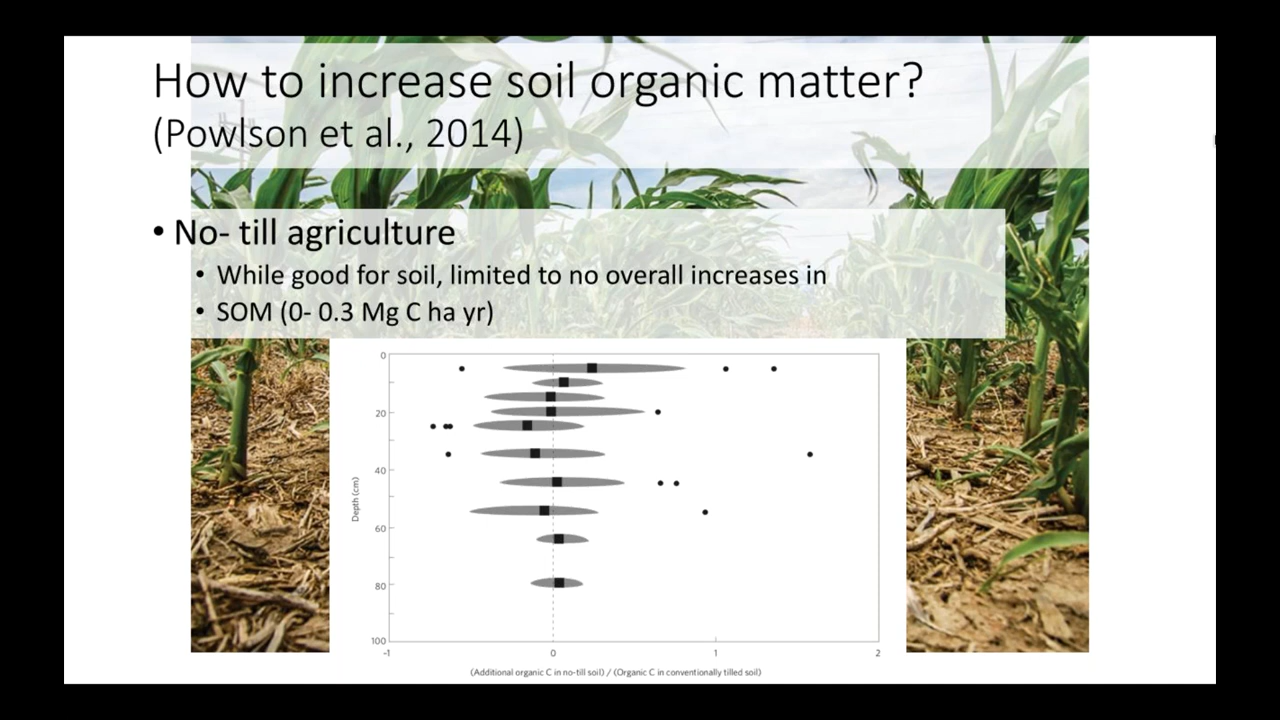 How to increase soil organic matter?
(Powlson et al., 2014)
• No- till agriculture
• While good for soil, limited to no overall increases in
• SOM (0- 0.3 Mg C ha yr)
0
20
40
60
80
100
Depth (cm)
-1 0 1 2
(Additional organic C in no-till soil) / (Organic C in conventionally tilled soil)